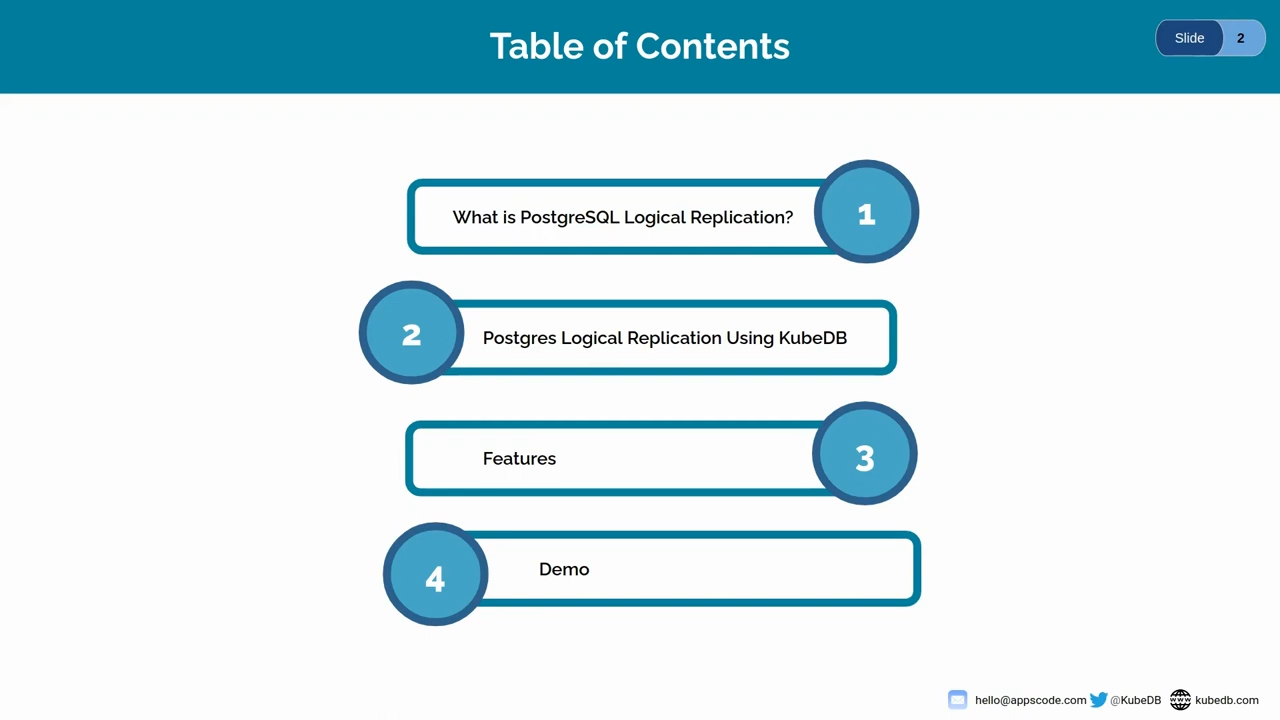 Table of Contents
Slide 2
What is PostgreSQL Logical Replication? 1
2 Postgres Logical Replication Using KubeDB
Features 3
4 Demo
hello@appscode.com @KubeDB kubedb.com